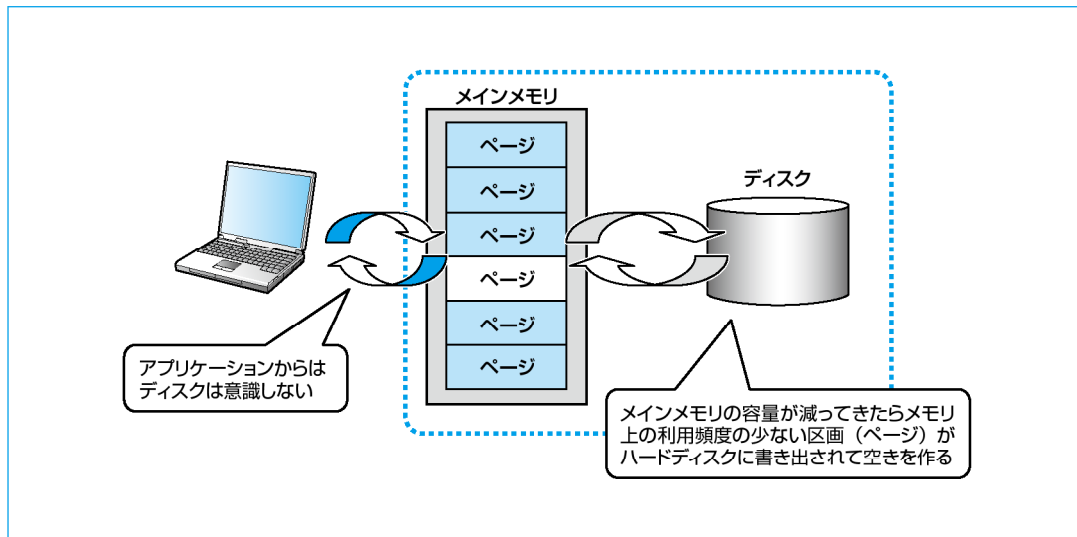 メインメモリ
ページ
ページ
ページ
ページ
ページ
ページ
ディスク
アプリケーションからは
ディスクは意識しない
メインメモリの容量が減ってきたらメモリ
上の利用頻度の少ない区画（ページ）が
ハードディスクに書き出されて空きを作る